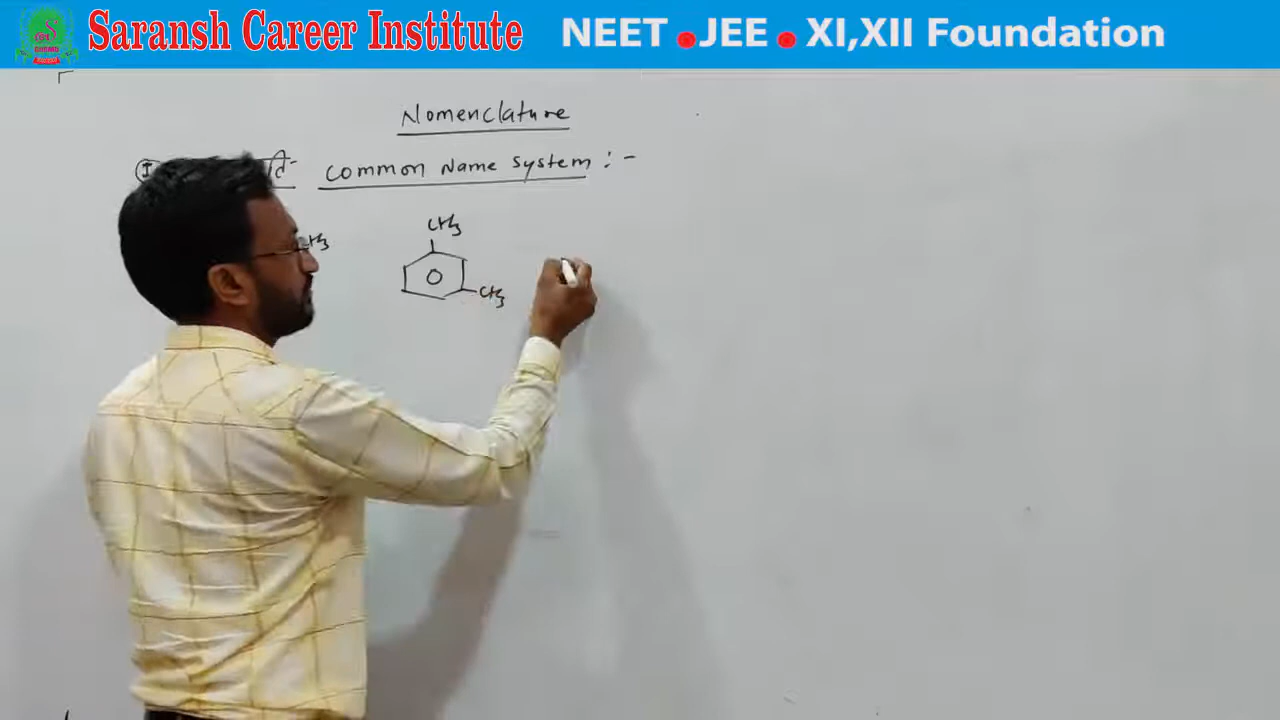 Saransh Career Institute
NEET • JEE • XI,XII Foundation
Nomenclature
common Name system :-
CH3
CH3
CH3